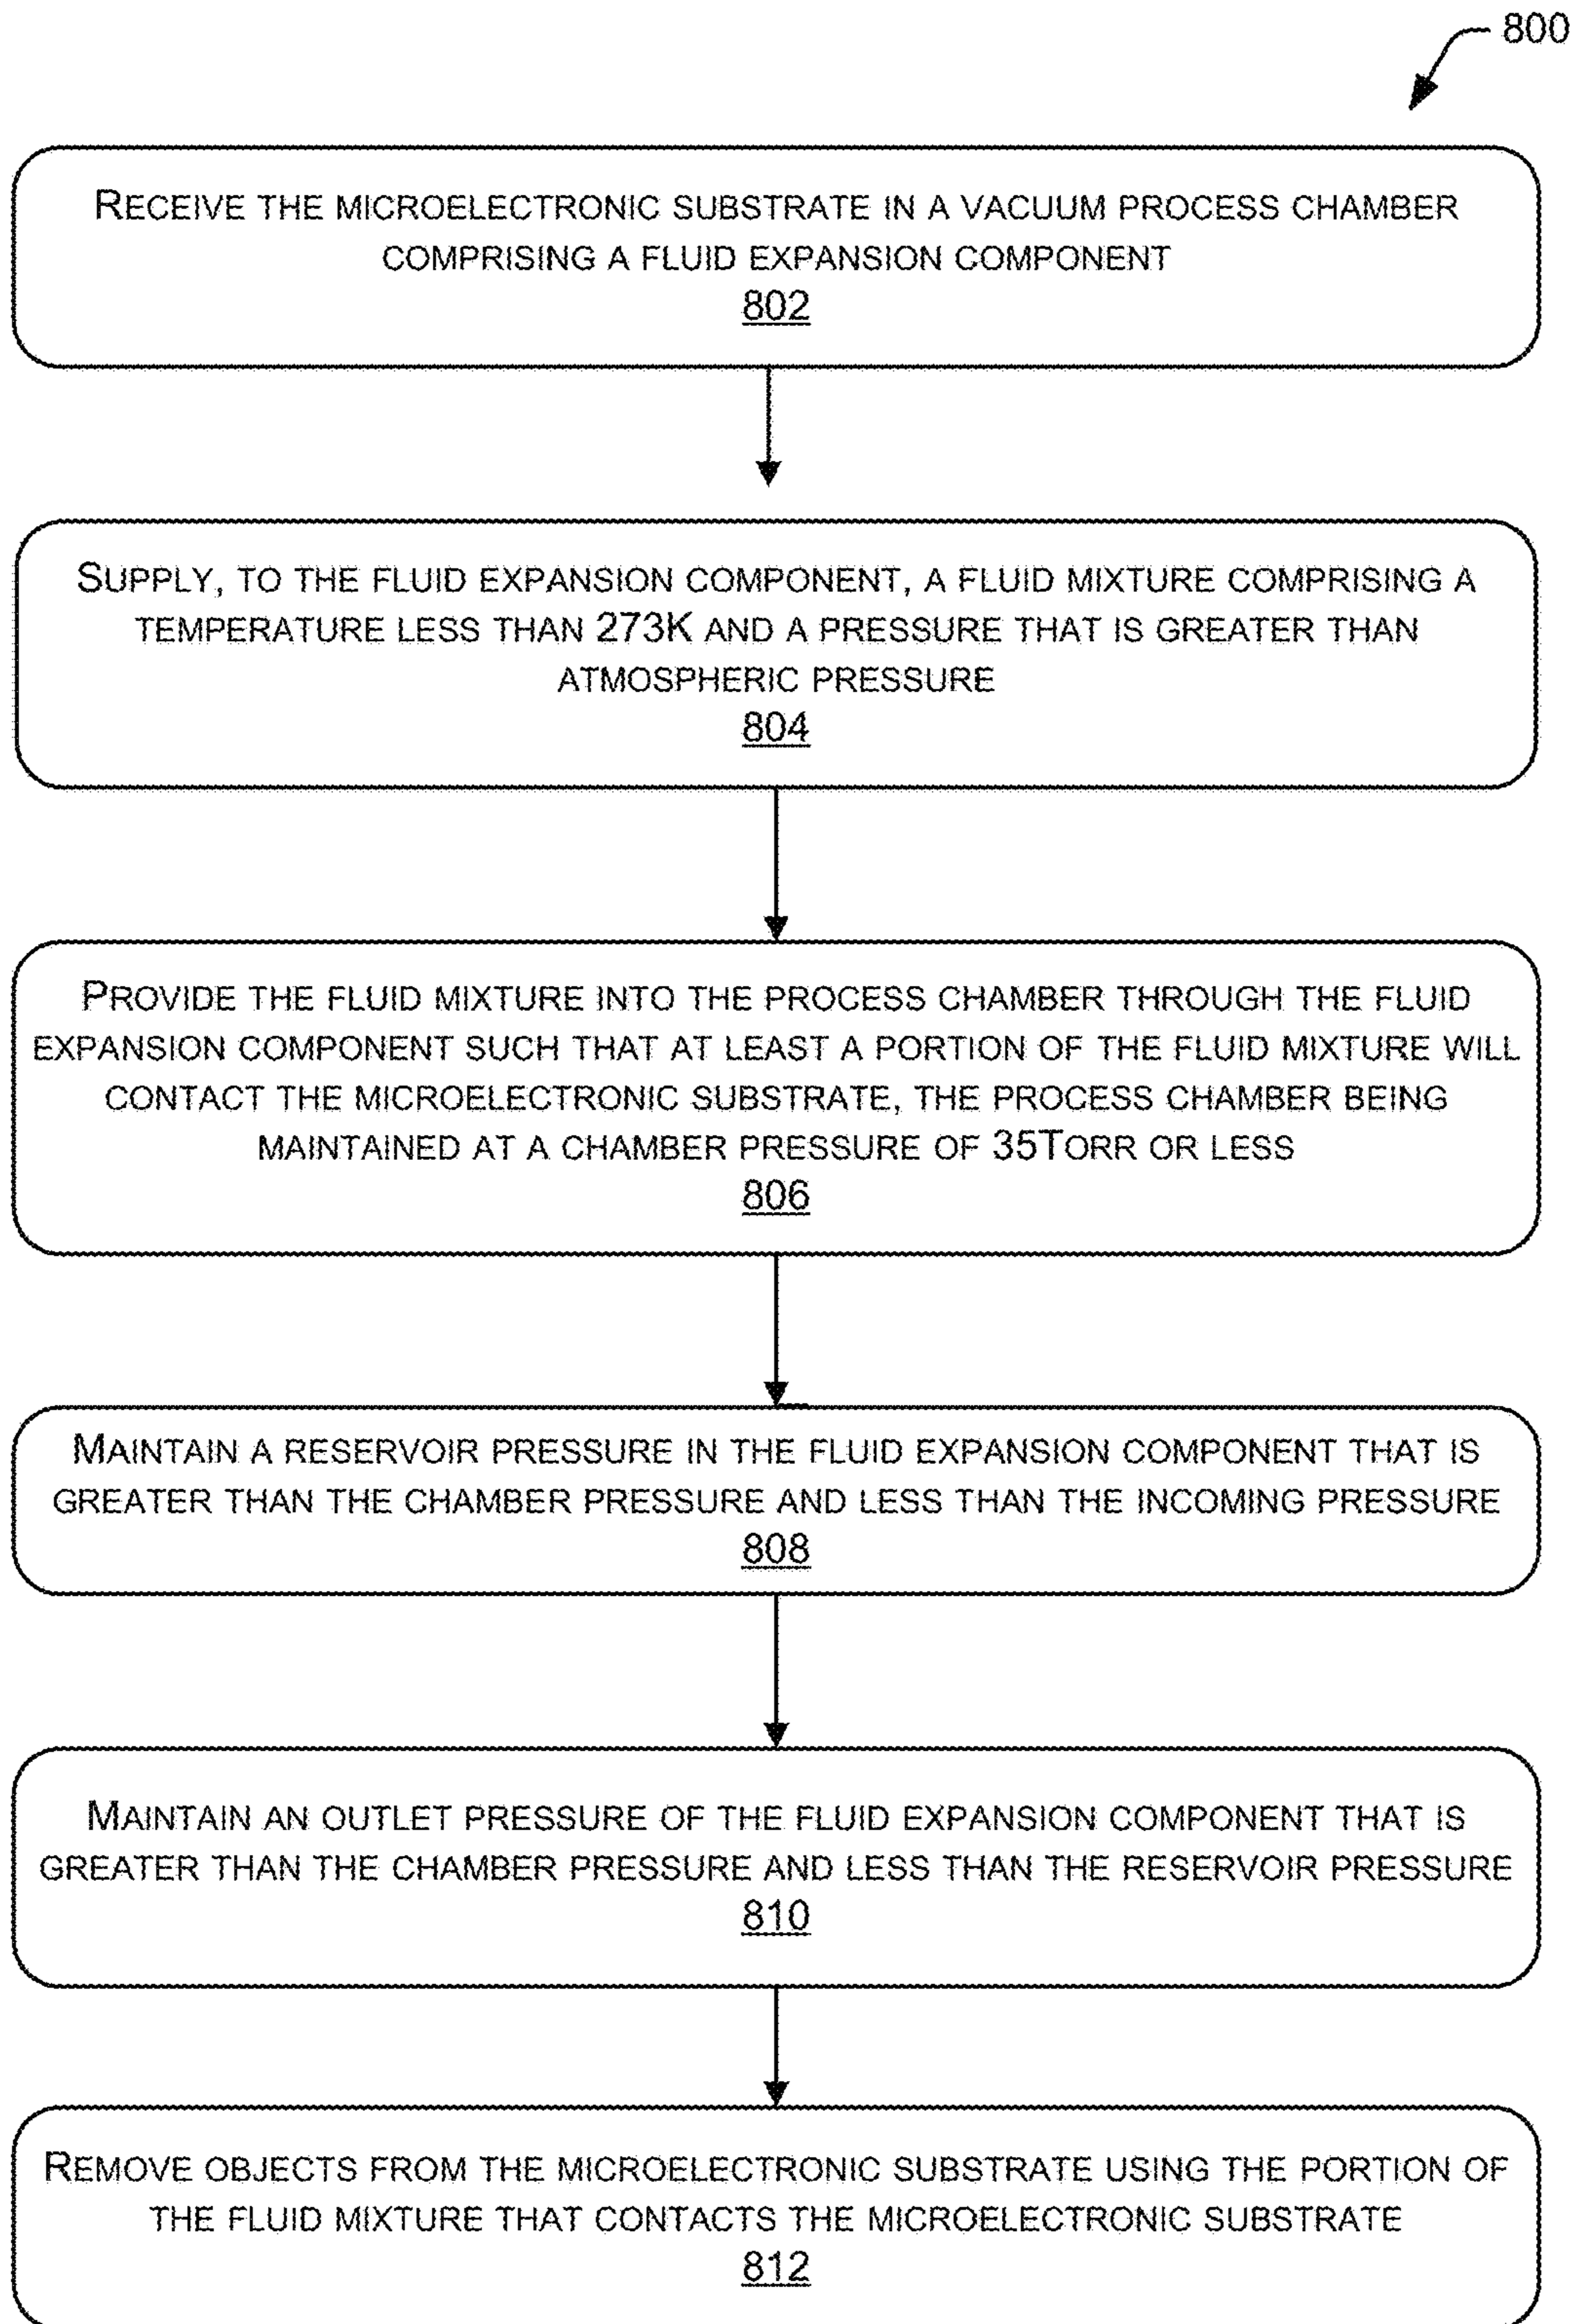 800
RECEIVE THE MICROELECTRONIC SUBSTRATE IN A VACUUM PROCESS CHAMBER
COMPRISING A FLUID EXPANSION COMPONENT
802
SUPPLY, TO THE FLUID EXPANSION COMPONENT, A FLUID MIXTURE COMPRISING A
TEMPERATURE LESS THAN 273K AND A PRESSURE THAT IS GREATER THAN
ATMOSPHERIC PRESSURE
804
PROVIDE THE FLUID MIXTURE INTO THE PROCESS CHAMBER THROUGH THE FLUID
EXPANSION COMPONENT SUCH THAT AT LEAST A PORTION OF THE FLUID MIXTURE WILL
CONTACT THE MICROELECTRONIC SUBSTRATE, THE PROCESS CHAMBER BEING
MAINTAINED AT A CHAMBER PRESSURE OF 35TORR OR LESS
806
MAINTAIN A RESERVOIR PRESSURE IN THE FLUID EXPANSION COMPONENT THAT IS
GREATER THAN THE CHAMBER PRESSURE AND LESS THAN THE INCOMING PRESSURE
808
MAINTAIN AN OUTLET PRESSURE OF THE FLUID EXPANSION COMPONENT THAT IS
GREATER THAN THE CHAMBER PRESSURE AND LESS THAN THE RESERVOIR PRESSURE
810
REMOVE OBJECTS FROM THE MICROELECTRONIC SUBSTRATE USING THE PORTION OF
THE FLUID MIXTURE THAT CONTACTS THE MICROELECTRONIC SUBSTRATE
812